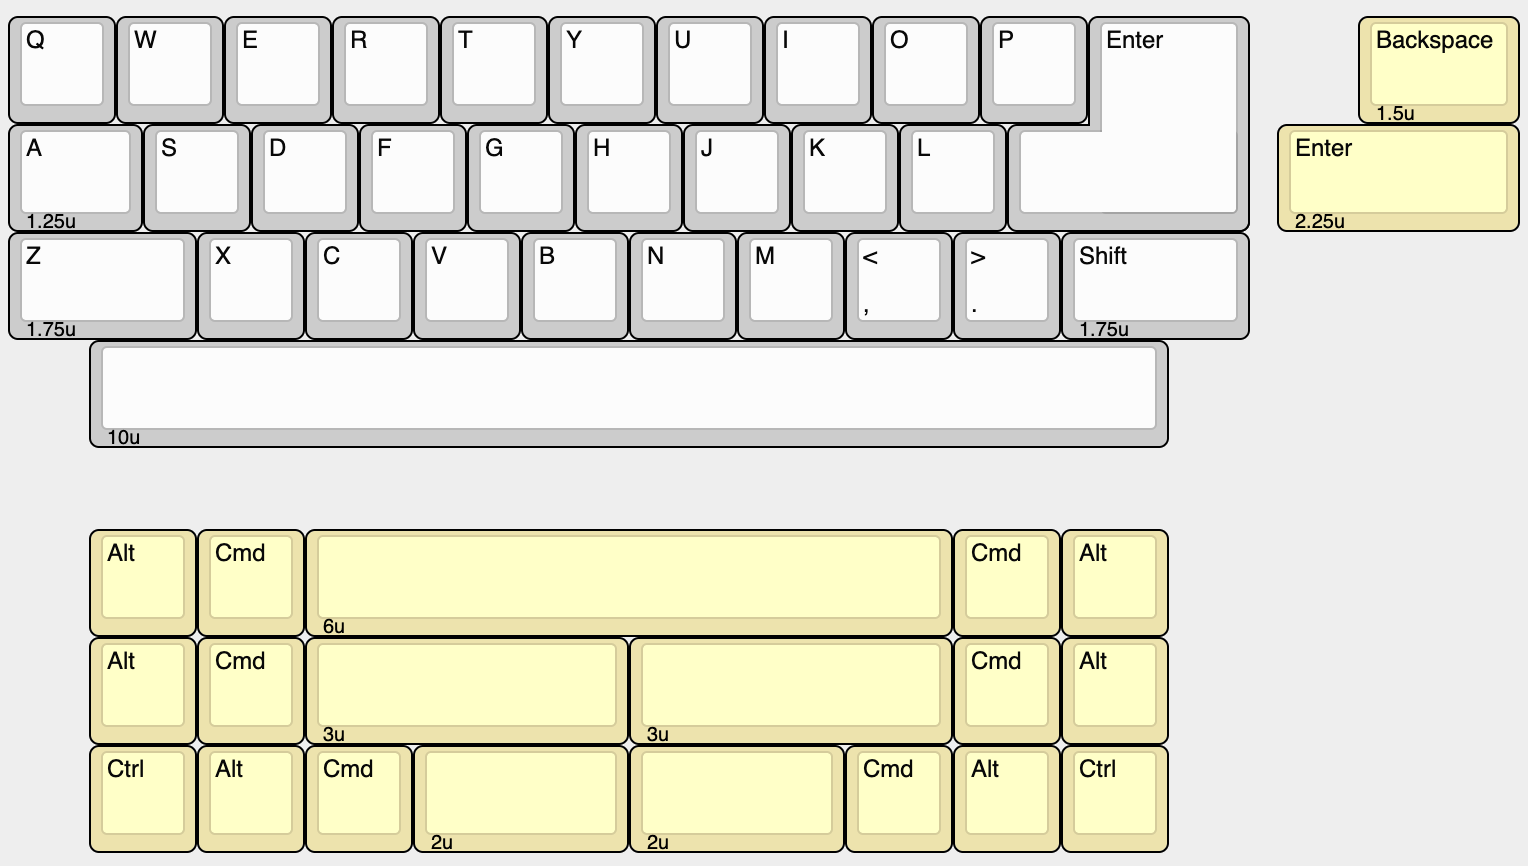 Q W E R T Y U I O P Enter Backspace
1.5u
A S D F G H J K L Enter
1.25u 2.25u
Z X C V B N M < > Shift
, .
1.75u 1.75u
10u
Alt Cmd Cmd Alt
6u
Alt Cmd Cmd Alt
3u 3u
Ctrl Alt Cmd Cmd Alt Ctrl
2u 2u